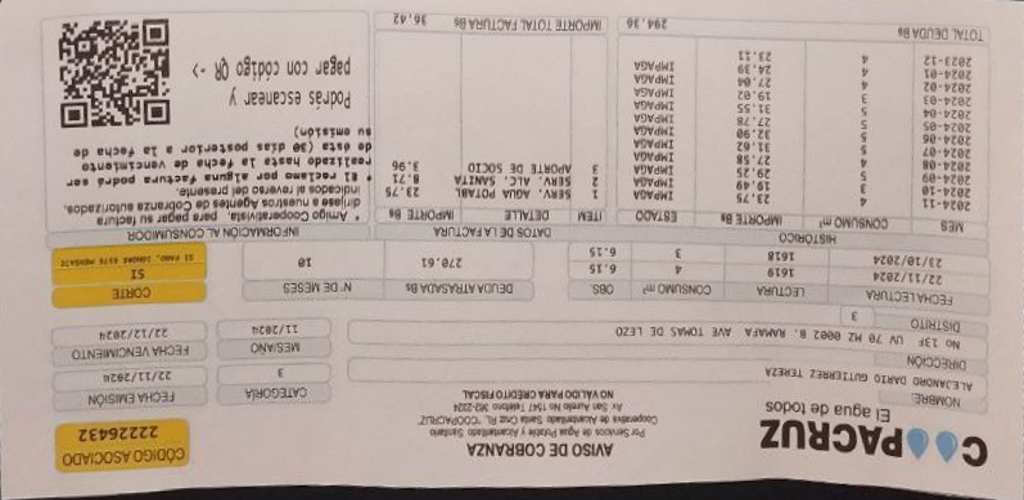 C PACRUZ
El agua de todos
AVISO DE COBRANZA
Por Servicios de Agua Potable y Alcantarillado Sanitario
Cooperativa de Alcantarillado Santa Cruz RL. "COOPACRUZ"
Av. San Aurelio No 1547 Teléfono 362-2324
NO VALIDO PARA CRÉDITO FISCAL
CÓDIGO ASOCIADO
22226432
NOMBRE:
ALEJANDRO DARIO GUTIERREZ TEREZA
CATEGORÍA
3
FECHA EMISIÓN
22/11/2024
DIRECCIÓN
No 13F UV 70 MZ 0002 B. RAMAFA AVE TOMAS DE LEZO
MES/AÑO
11/2024
FECHA VENCIMIENTO
22/12/2024
DISTRITO
3
FECHA LECTURA LECTURA CONSUMO m³ OBS.
22/11/2024 1619 4 6.15
23/10/2024 1618 3 6.15
DEUDA ATRASADA Bs N° DE MESES
270.61 10
CORTE
SI
SI PAGO, IGNORE ESTE MENSAJE
HISTÓRICO
MES CONSUMO m³ IMPORTE Bs ESTADO
2024-11 4 23.75 IMPAGA
2024-10 3 19.49 IMPAGA
2024-09 5 29.25 IMPAGA
2024-08 4 27.58 IMPAGA
2024-07 5 31.62 IMPAGA
2024-06 5 32.90 IMPAGA
2024-05 5 27.78 IMPAGA
2024-04 5 31.55 IMPAGA
2024-03 3 19.02 IMPAGA
2024-02 4 27.04 IMPAGA
2024-01 4 24.39 IMPAGA
2023-12 4 23.11 IMPAGA
TOTAL DEUDA Bs 294.36
DATOS DE LA FACTURA
ITEM DETALLE IMPORTE Bs
1 SERV. AGUA POTABL 23.75
2 SERV. ALC. SANITA 8.71
3 APORTE DE SOCIO 3.96
IMPORTE TOTAL FACTURA Bs 36.42
INFORMACIÓN AL CONSUMIDOR
* Amigo Cooperativista, para pagar su factura
diríjase a nuestros Agentes de Cobranza autorizados,
indicados al reverso del presente.
* El reclamo por alguna factura podrá ser
realizado hasta la fecha de vencimiento
de ésta (30 días posterior a la fecha de
su emisión)
Podrás escanear y
pagar con código QR ->